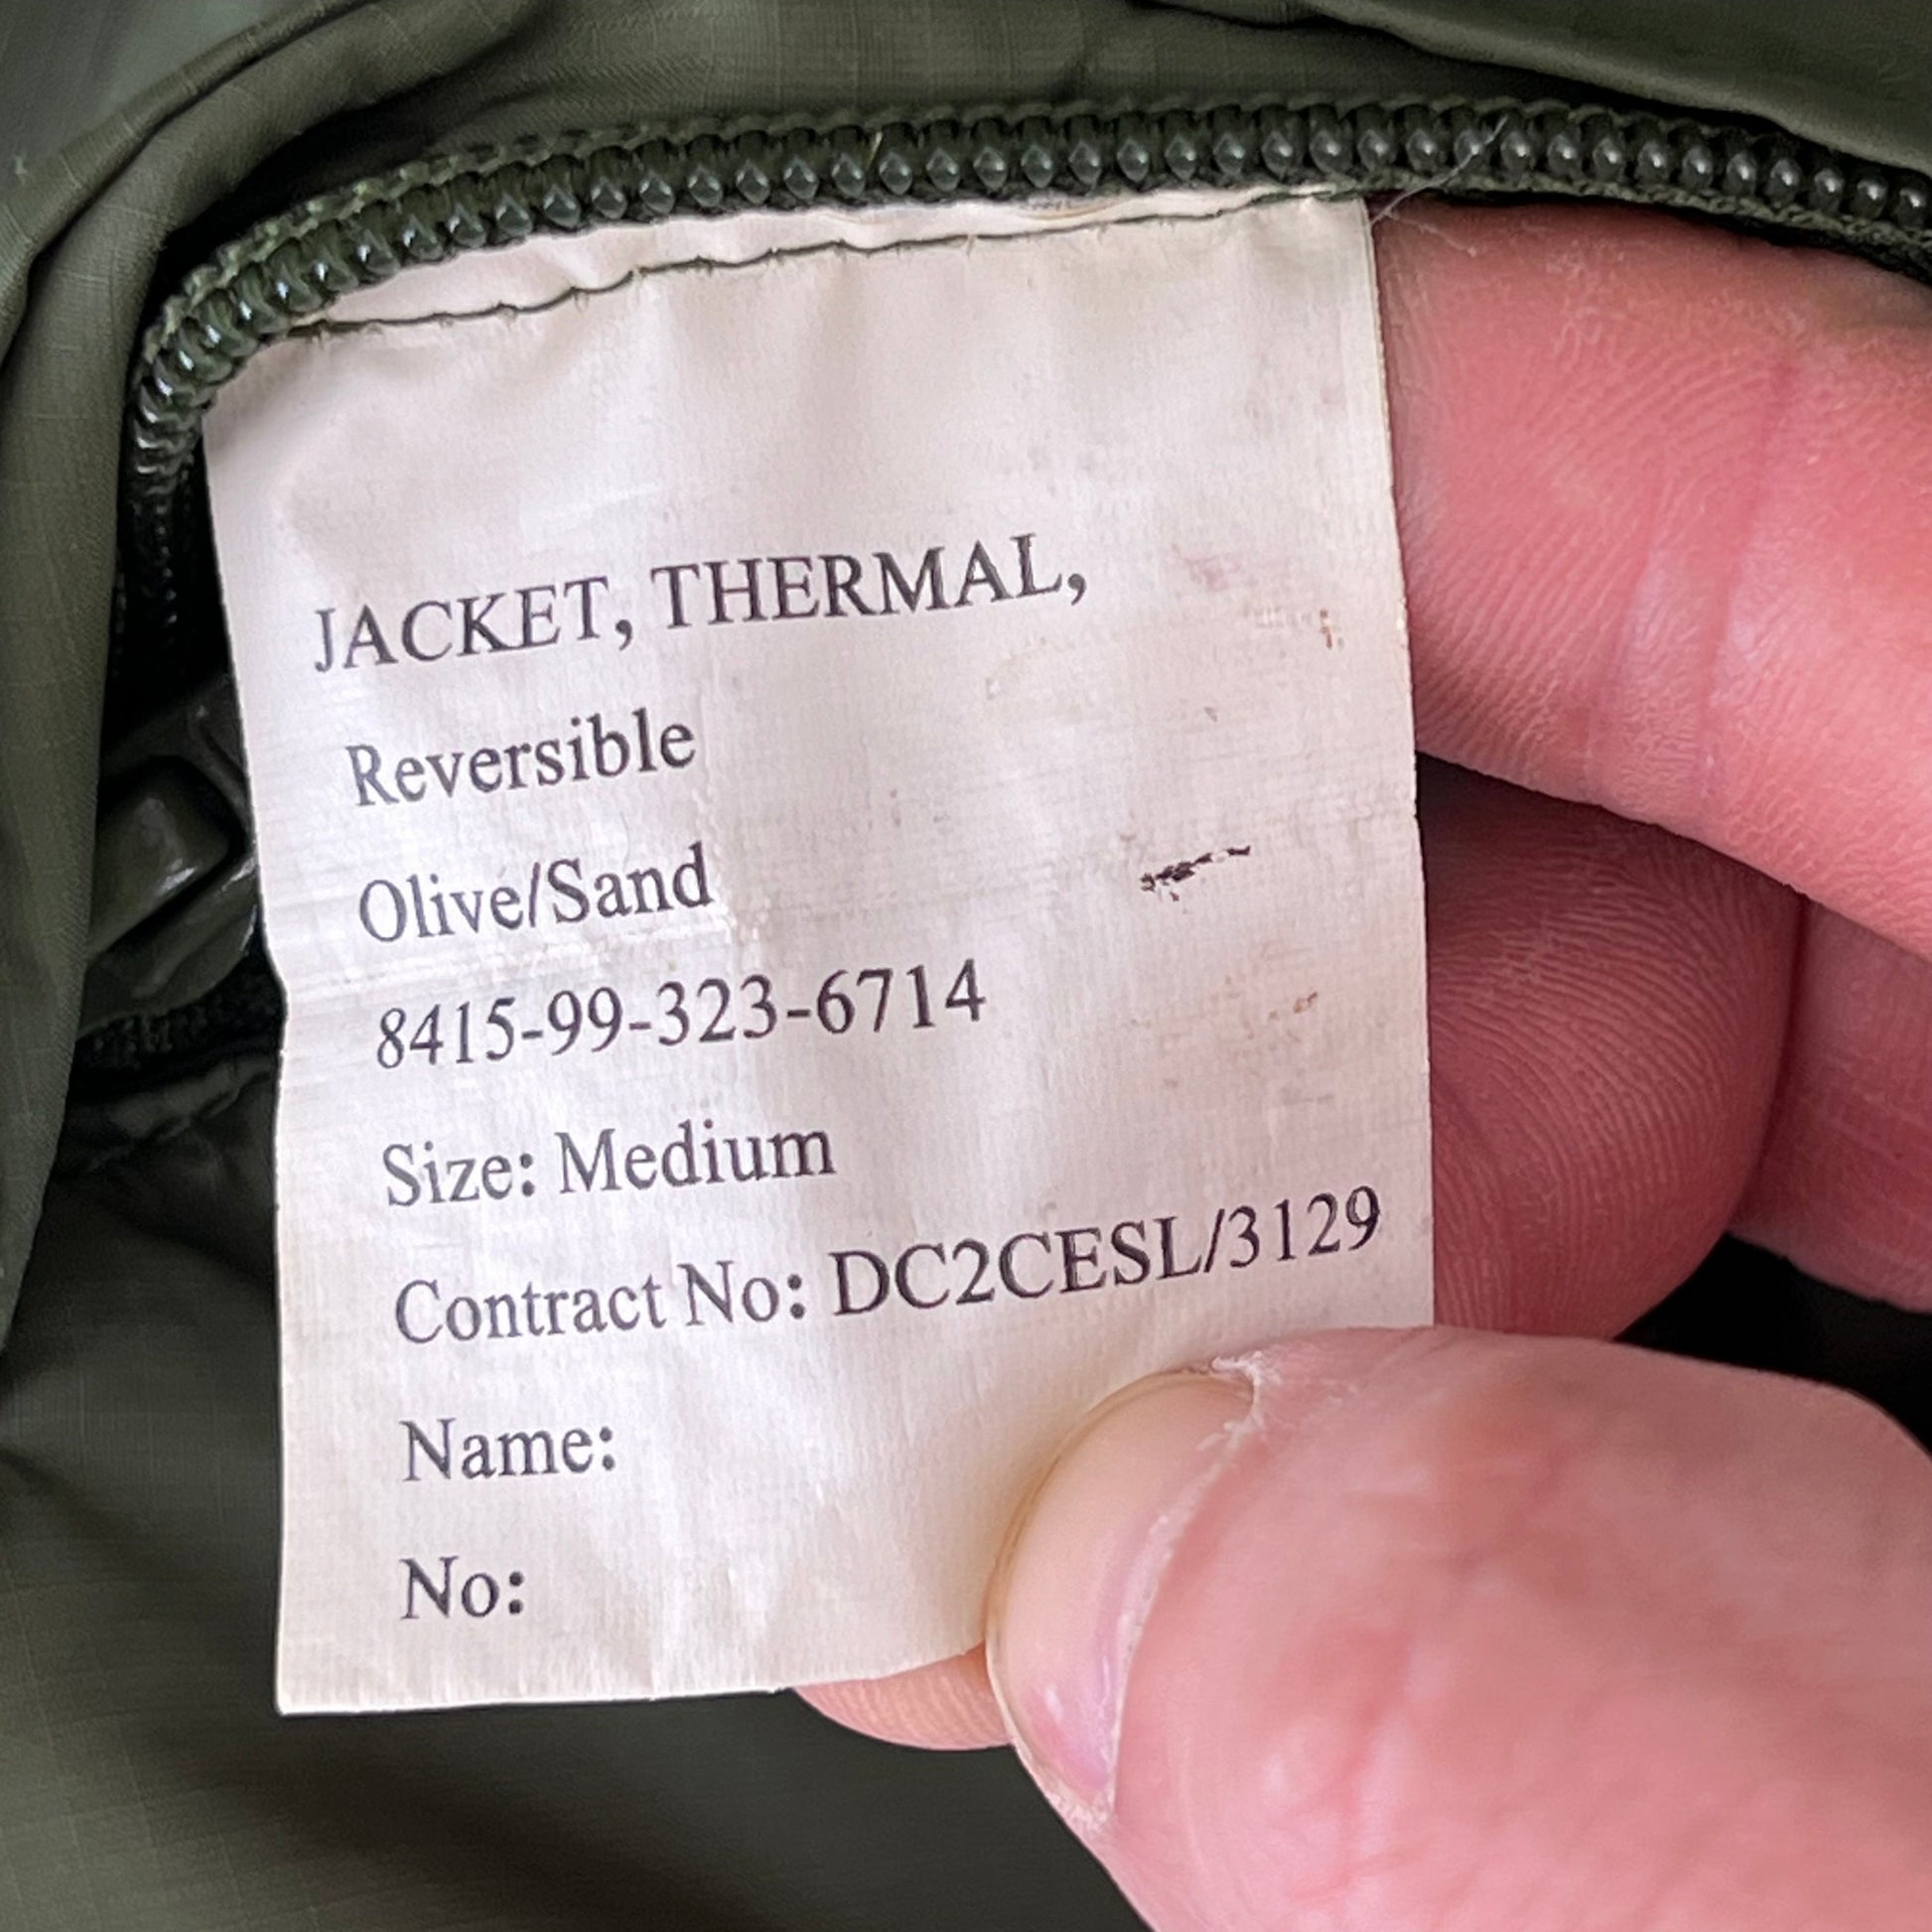 JACKET, THERMAL,
Reversible
Olive/Sand
8415-99-323-6714
Size: Medium
Contract No: DC2CESL/3129
Name:
No: